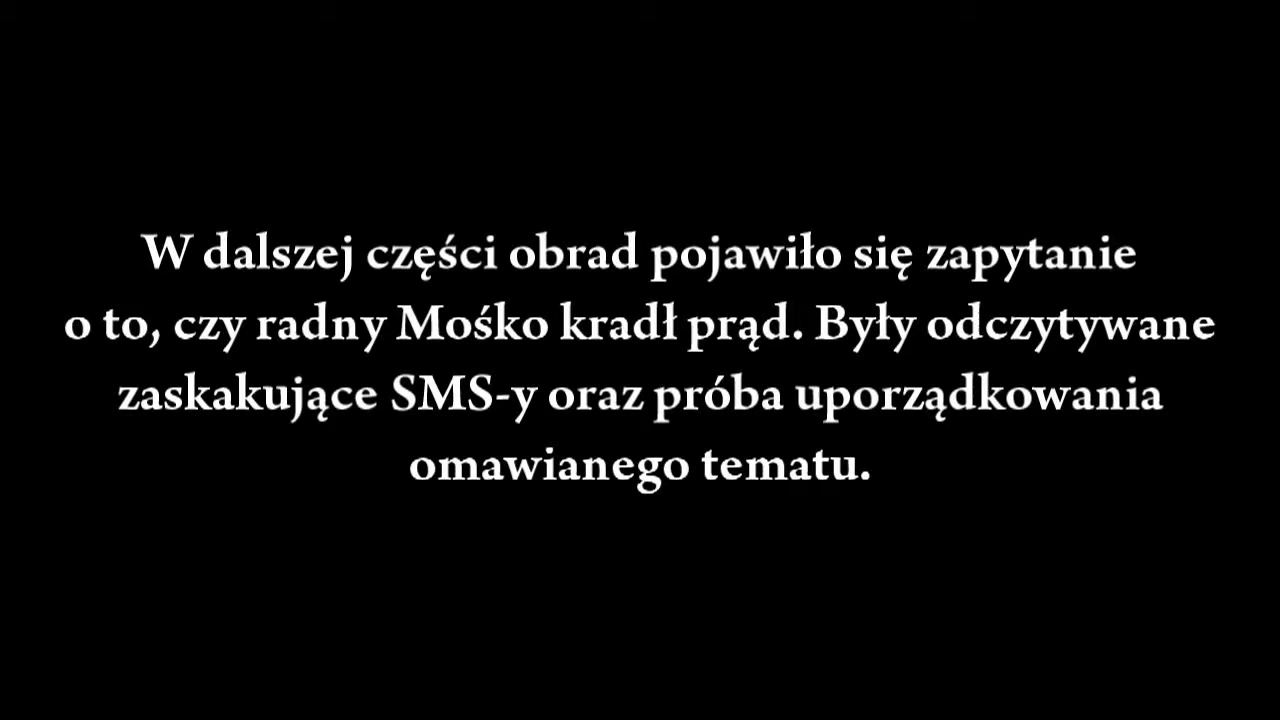 W dalszej części obrad pojawiło się zapytanie
o to, czy radny Mośko kradł prąd. Były odczytywane
zaskakujące SMS-y oraz próba uporządkowania
omawianego tematu.